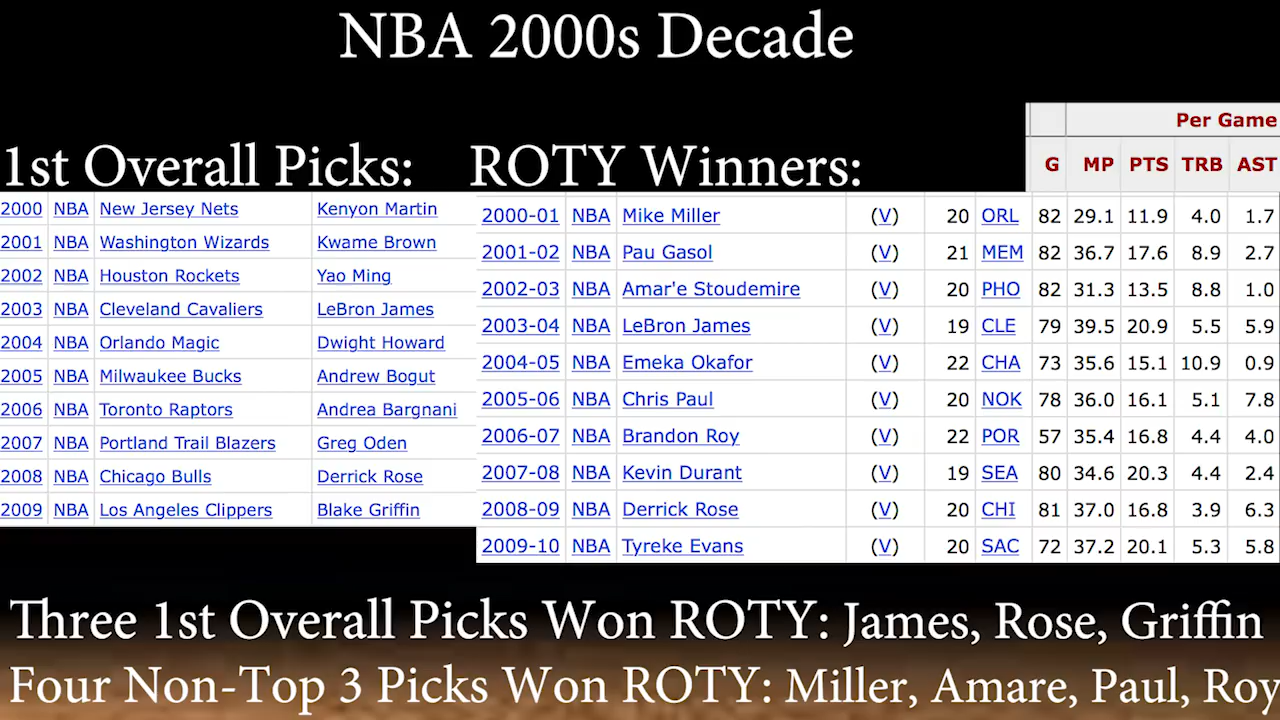 NBA 2000s Decade
Per Game
1st Overall Picks: ROTY Winners:
G MP PTS TRB AST
2000 NBA New Jersey Nets Kenyon Martin
2001 NBA Washington Wizards Kwame Brown
2002 NBA Houston Rockets Yao Ming
2003 NBA Cleveland Cavaliers LeBron James
2004 NBA Orlando Magic Dwight Howard
2005 NBA Milwaukee Bucks Andrew Bogut
2006 NBA Toronto Raptors Andrea Bargnani
2007 NBA Portland Trail Blazers Greg Oden
2008 NBA Chicago Bulls Derrick Rose
2009 NBA Los Angeles Clippers Blake Griffin
2000-01 NBA Mike Miller (V) 20 ORL 82 29.1 11.9 4.0 1.7
2001-02 NBA Pau Gasol (V) 21 MEM 82 36.7 17.6 8.9 2.7
2002-03 NBA Amar'e Stoudemire (V) 20 PHO 82 31.3 13.5 8.8 1.0
2003-04 NBA LeBron James (V) 19 CLE 79 39.5 20.9 5.5 5.9
2004-05 NBA Emeka Okafor (V) 22 CHA 73 35.6 15.1 10.9 0.9
2005-06 NBA Chris Paul (V) 20 NOK 78 36.0 16.1 5.1 7.8
2006-07 NBA Brandon Roy (V) 22 POR 57 35.4 16.8 4.4 4.0
2007-08 NBA Kevin Durant (V) 19 SEA 80 34.6 20.3 4.4 2.4
2008-09 NBA Derrick Rose (V) 20 CHI 81 37.0 16.8 3.9 6.3
2009-10 NBA Tyreke Evans (V) 20 SAC 72 37.2 20.1 5.3 5.8
Three 1st Overall Picks Won ROTY: James, Rose, Griffin
Four Non-Top 3 Picks Won ROTY: Miller, Amare, Paul, Roy